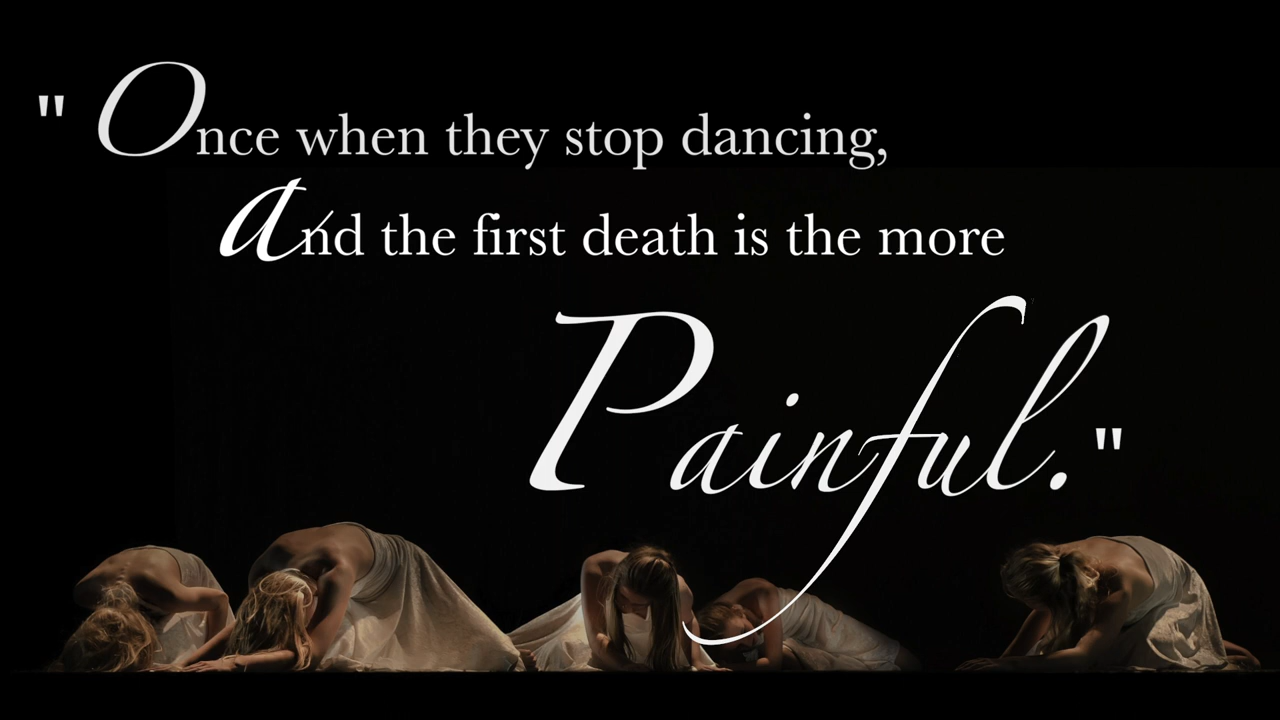 " Once when they stop dancing,
and the first death is the more
Painful."